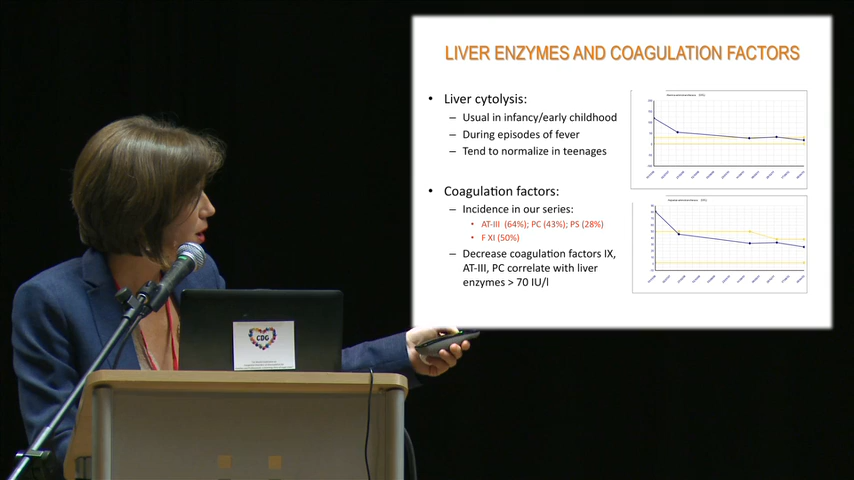 LIVER ENZYMES AND COAGULATION FACTORS
• Liver cytolysis:
– Usual in infancy/early childhood
– During episodes of fever
– Tend to normalize in teenages
• Coagulation factors:
– Incidence in our series:
• AT-III (64%); PC (43%); PS (28%)
• F XI (50%)
– Decrease coagulation factors IX,
AT-III, PC correlate with liver
enzymes > 70 IU/l
CDG